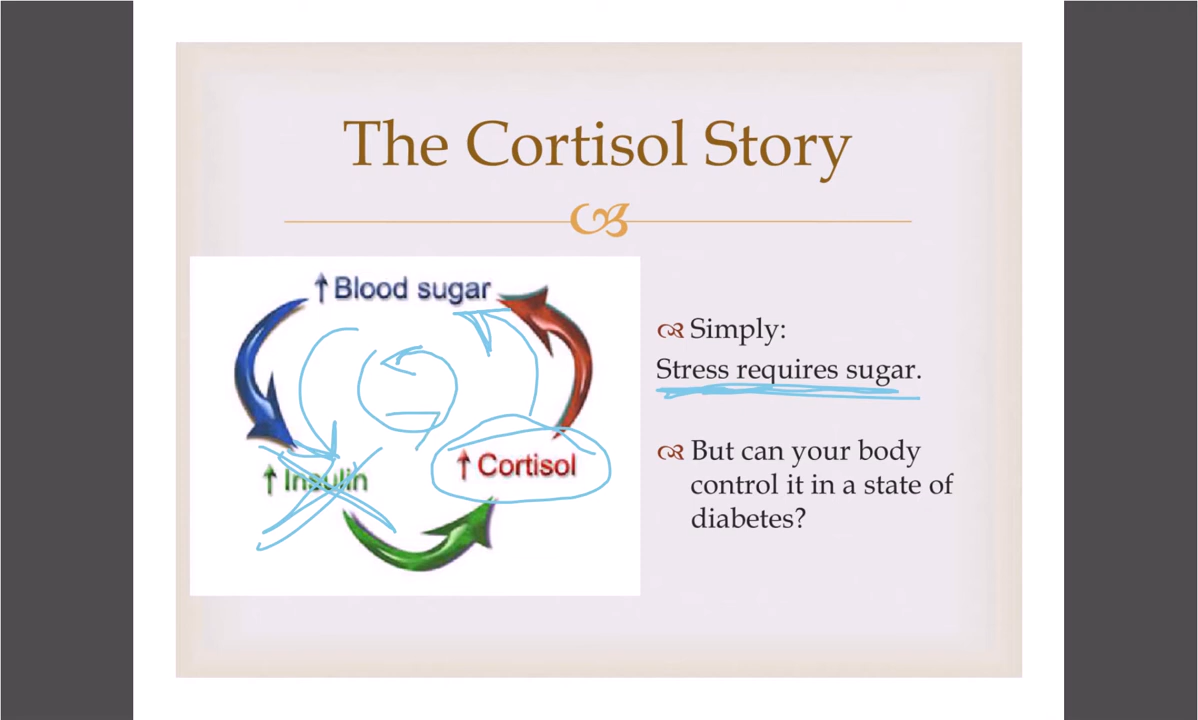 The Cortisol Story
↑ Blood sugar
↑ Insulin
↑ Cortisol
Simply:
Stress requires sugar.
But can your body
control it in a state of
diabetes?